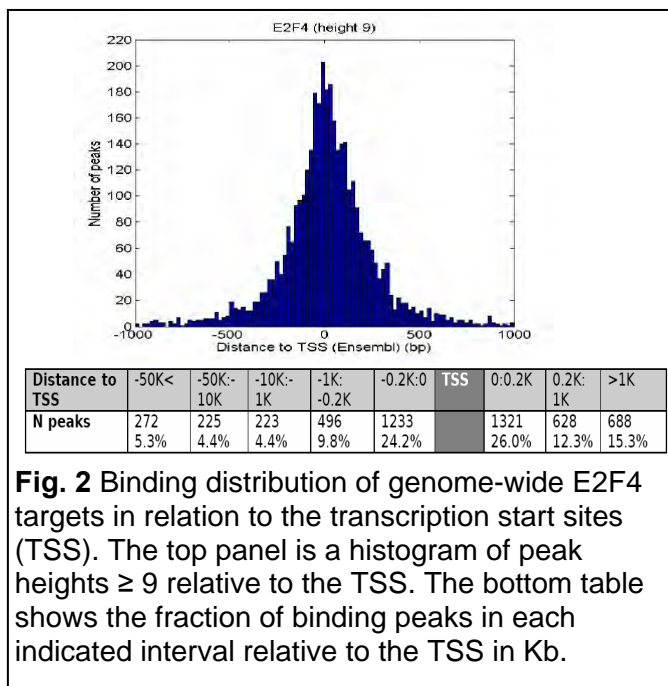 E2F4 (height 9)
220
200
180
160
140
120
100
80
60
40
20
0
Number of peaks
-1000 -500 0 500 1000
Distance to TSS (Ensembl) (bp)
Distance to TSS -50K< -50K:-10K -10K:-1K -1K:-0.2K -0.2K:0 TSS 0:0.2K 0.2K:1K >1K
N peaks 272 225 223 496 1233 1321 628 688
5.3% 4.4% 4.4% 9.8% 24.2% 26.0% 12.3% 15.3%
Fig. 2 Binding distribution of genome-wide E2F4
targets in relation to the transcription start sites
(TSS). The top panel is a histogram of peak
heights ≥ 9 relative to the TSS. The bottom table
shows the fraction of binding peaks in each
indicated interval relative to the TSS in Kb.